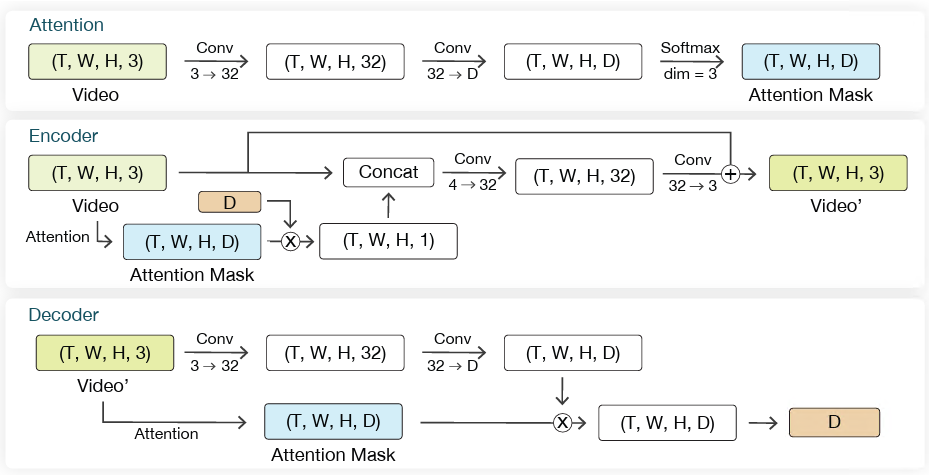 Attention
(T, W, H, 3)
Video
Conv
3 → 32
(T, W, H, 32)
Conv
32 → D
(T, W, H, D)
Softmax
dim = 3
(T, W, H, D)
Attention Mask
Encoder
(T, W, H, 3)
Video
Concat
Conv
4 → 32
(T, W, H, 32)
Conv
32 → 3
+
(T, W, H, 3)
Video’
D
Attention
(T, W, H, D)
Attention Mask
X
(T, W, H, 1)
Decoder
(T, W, H, 3)
Video’
Conv
3 → 32
(T, W, H, 32)
Conv
32 → D
(T, W, H, D)
Attention
(T, W, H, D)
Attention Mask
X
(T, W, H, D)
D